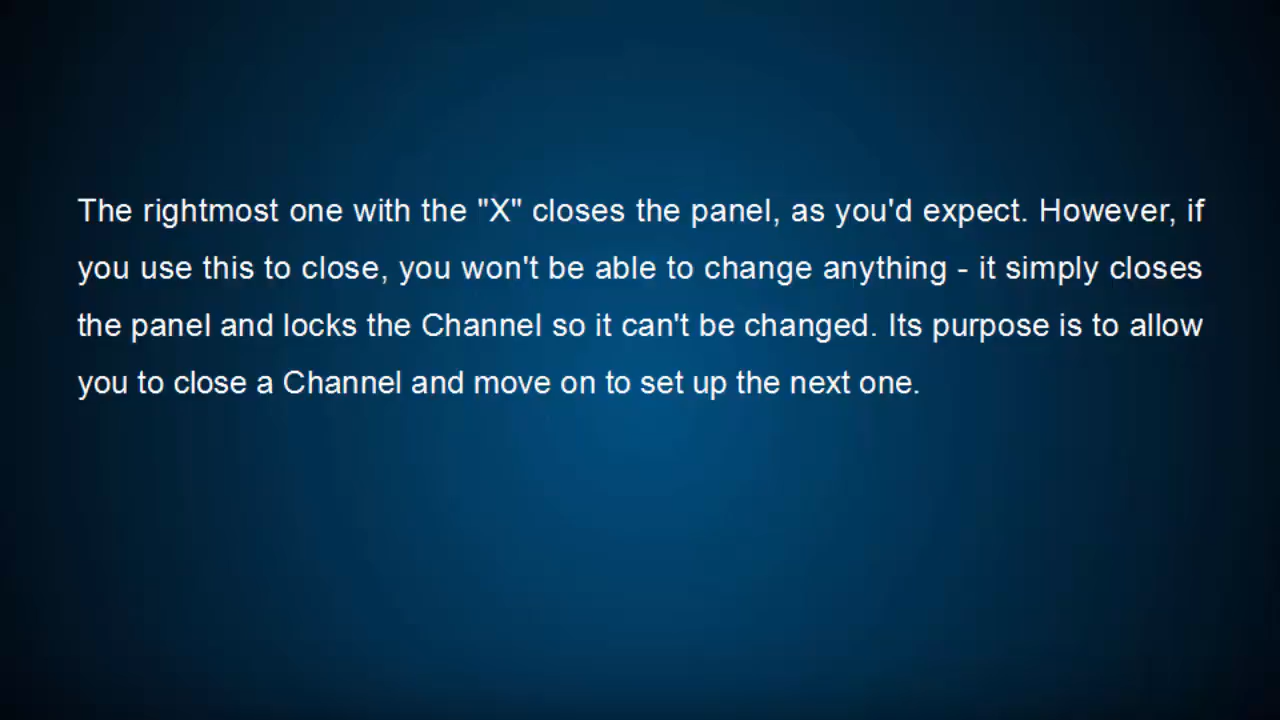 The rightmost one with the "X" closes the panel, as you'd expect. However, if
you use this to close, you won't be able to change anything - it simply closes
the panel and locks the Channel so it can't be changed. Its purpose is to allow
you to close a Channel and move on to set up the next one.